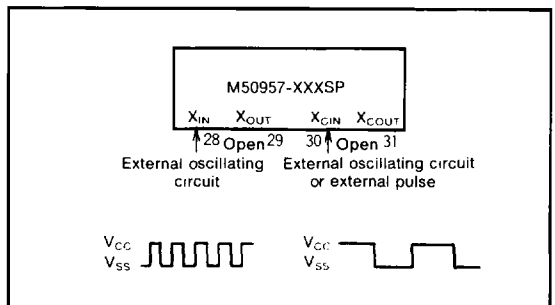 M50957-XXXSP
XIN XOUT XCIN XCOUT
28 Open 29 30 Open 31
External oscillating circuit
External oscillating circuit or external pulse
VCC
VSS
VCC
VSS